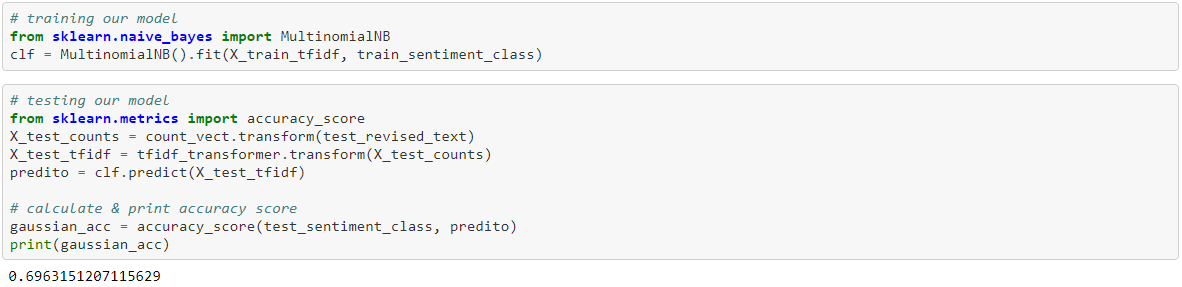 # training our model
from sklearn.naive_bayes import MultinomialNB
clf = MultinomialNB().fit(X_train_tfidf, train_sentiment_class)
# testing our model
from sklearn.metrics import accuracy_score
X_test_counts = count_vect.transform(test_revised_text)
X_test_tfidf = tfidf_transformer.transform(X_test_counts)
predito = clf.predict(X_test_tfidf)
# calculate & print accuracy score
gaussian_acc = accuracy_score(test_sentiment_class, predito)
print(gaussian_acc)
0.6963151207115629